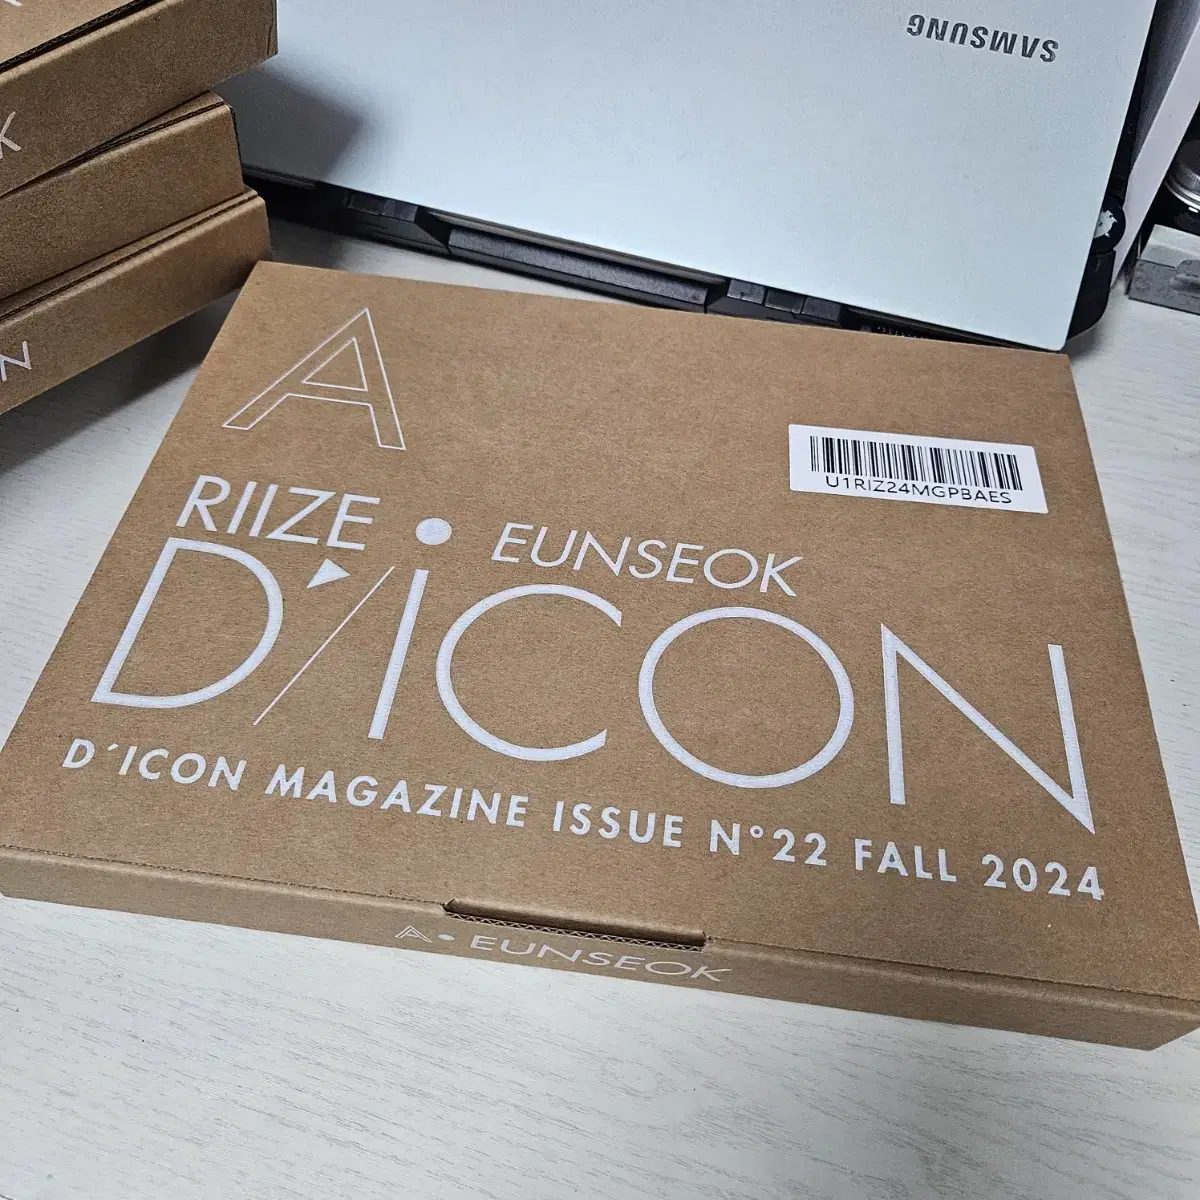 SAMSUNG
K
N
A
U1RIZ24MGPBAES
RIIZE • EUNSEOK
D'/iCON
D´ICON MAGAZINE ISSUE N°22 FALL 2024
A • EUNSEOK